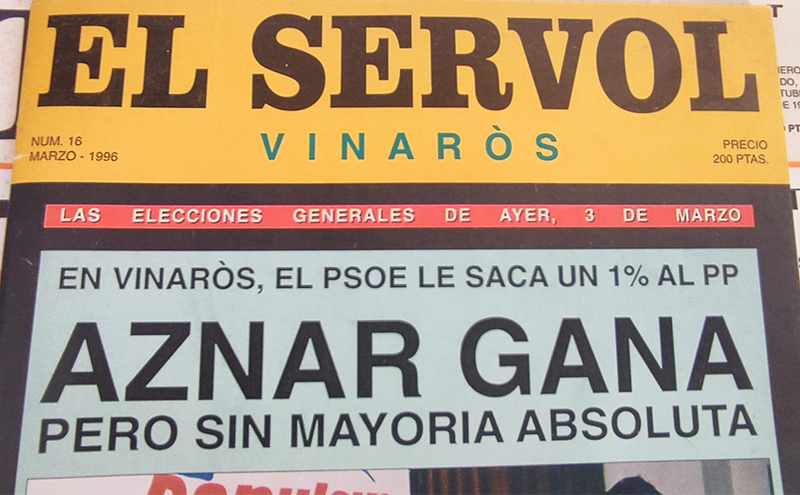 EL SERVOL
VINARÒS
NUM. 16
MARZO - 1996
PRECIO
200 PTAS.
LAS ELECCIONES GENERALES DE AYER, 3 DE MARZO
EN VINARÒS, EL PSOE LE SACA UN 1% AL PP
AZNAR GANA
PERO SIN MAYORIA ABSOLUTA